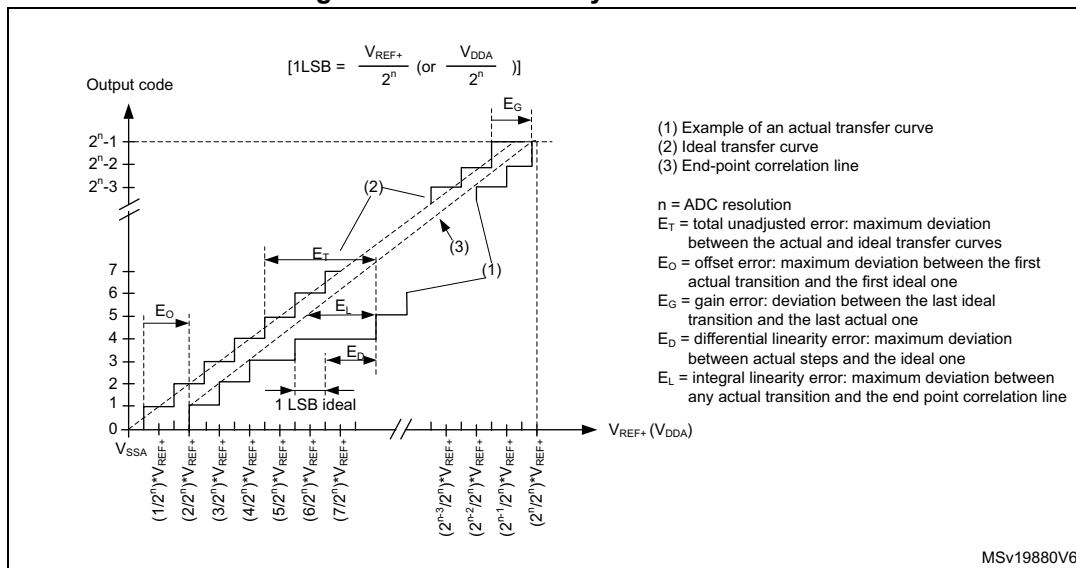 [1LSB = V_REF+ / 2^n (or V_DDA / 2^n )]
Output code
E_G
2^n-1
2^n-2
2^n-3
(1) Example of an actual transfer curve
(2) Ideal transfer curve
(3) End-point correlation line
n = ADC resolution
E_T = total unadjusted error: maximum deviation
between the actual and ideal transfer curves
E_O = offset error: maximum deviation between the first
actual transition and the first ideal one
E_G = gain error: deviation between the last ideal
transition and the last actual one
E_D = differential linearity error: maximum deviation
between actual steps and the ideal one
E_L = integral linearity error: maximum deviation between
any actual transition and the end point correlation line
(2)
(3)
(1)
E_T
7
6
5
4
3
2
1
0
E_O
E_L
E_D
1 LSB ideal
V_SSA
V_REF+ (V_DDA)
(1/2^n)*V_REF+
(2/2^n)*V_REF+
(3/2^n)*V_REF+
(4/2^n)*V_REF+
(5/2^n)*V_REF+
(6/2^n)*V_REF+
(7/2^n)*V_REF+
(2^n-3/2^n)*V_REF+
(2^n-2/2^n)*V_REF+
(2^n-1/2^n)*V_REF+
(2^n/2^n)*V_REF+
MSv19880V6